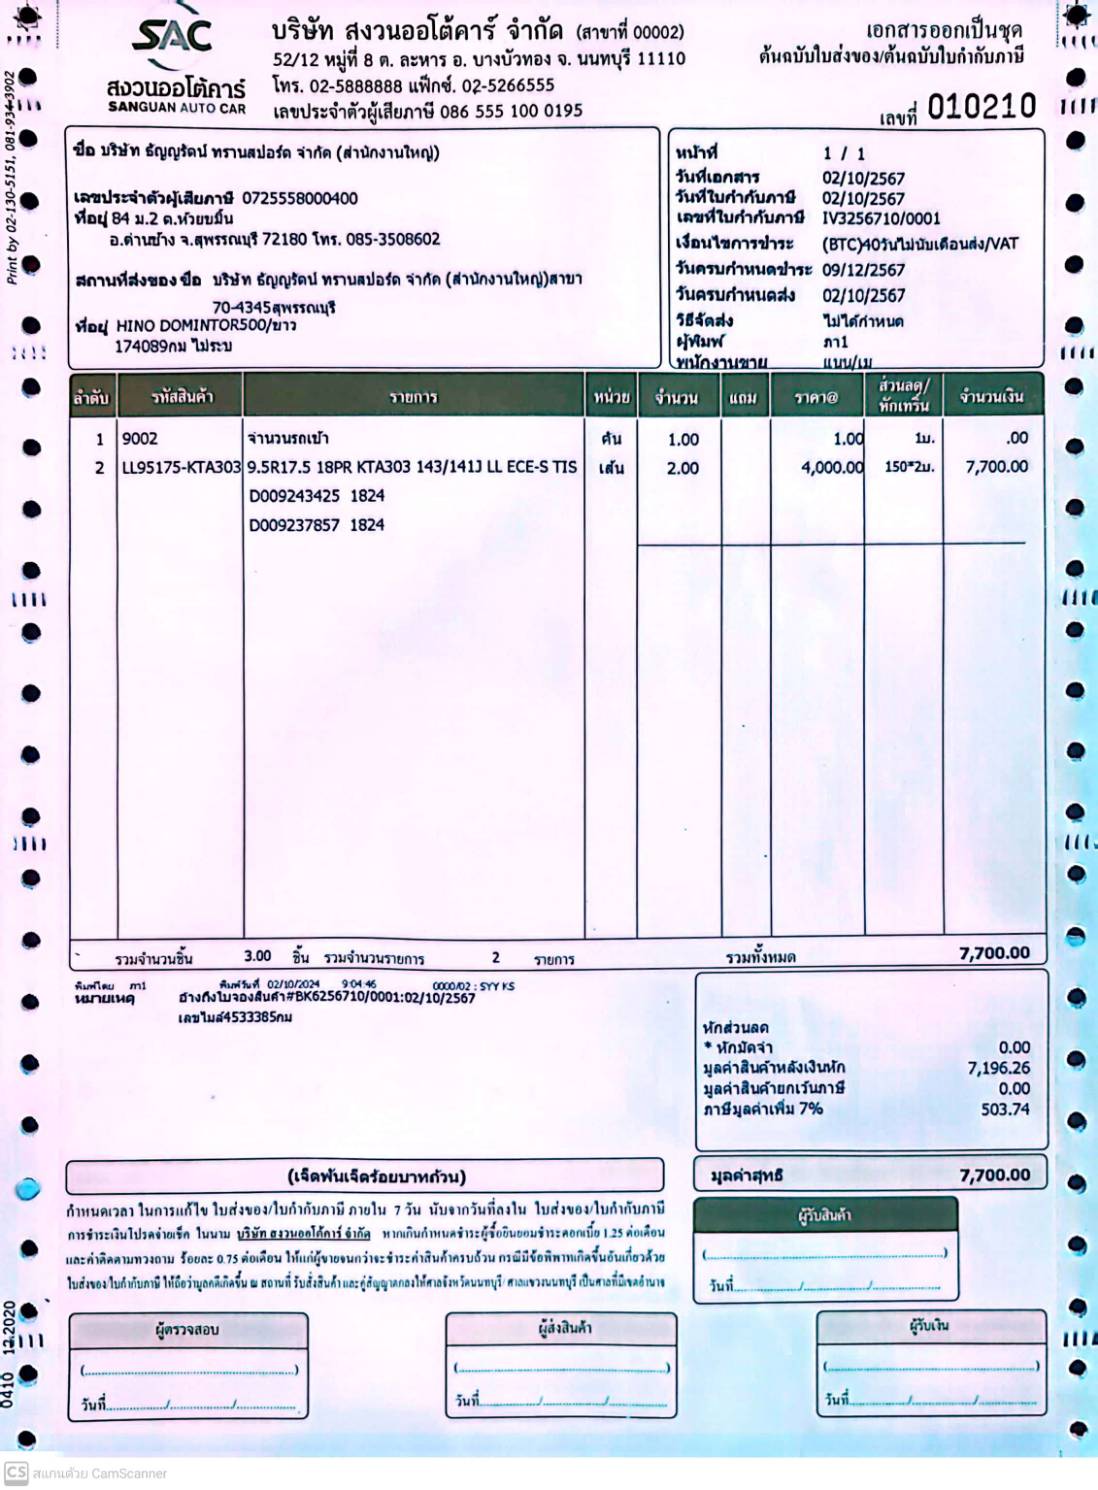 SAC
สงวนออโต้คาร์
SANGUAN AUTO CAR
บริษัท สงวนออโต้คาร์ จำกัด (สาขาที่ 00002)
52/12 หมู่ที่ 8 ต. ละหาร อ. บางบัวทอง จ. นนทบุรี 11110
โทร. 02-5888888 แฟ็กซ์. 02-5266555
เลขประจำตัวผู้เสียภาษี 086 555 100 0195
เอกสารออกเป็นชุด
ต้นฉบับใบส่งของ/ต้นฉบับใบกำกับภาษี
เลขที่ 010210
Print by 02-130-5151, 081-934-3902
ชื่อ บริษัท ธัญญรัตน์ ทรานสปอร์ต จำกัด (สำนักงานใหญ่)
เลขประจำตัวผู้เสียภาษี 0725558000400
ที่อยู่ 84 ม.2 ต.ห้วยขมิ้น
อ.ด่านช้าง จ.สุพรรณบุรี 72180 โทร. 085-3508602
สถานที่ส่งของ ชื่อ บริษัท ธัญญรัตน์ ทรานสปอร์ต จำกัด (สำนักงานใหญ่)สาขา
70-4345สุพรรณบุรี
ที่อยู่ HINO DOMINTOR500/ขาว
174089กม ไม่ระบ
หน้าที่ 1 / 1
วันที่เอกสาร 02/10/2567
วันที่ใบกำกับภาษี 02/10/2567
เลขที่ใบกำกับภาษี IV3256710/0001
เงื่อนไขการชำระ (BTC)40วันไม่นับเดือนส่ง/VAT
วันครบกำหนดชำระ 09/12/2567
วันครบกำหนดส่ง 02/10/2567
วิธีจัดส่ง ไม่ได้กำหนด
ผู้พิมพ์ ภา1
พนักงานขาย แนน/เม
ลำดับ รหัสสินค้า รายการ หน่วย จำนวน แถม ราคา@ ส่วนลด/หักเทริ์น จำนวนเงิน
1 9002 จำนวนรถเข้า คัน 1.00 1.00 1บ. .00
2 LL95175-KTA303 9.5R17.5 18PR KTA303 143/141J LL ECE-S TIS เส้น 2.00 4,000.00 150*2บ. 7,700.00
D009243425 1824
D009237857 1824
รวมจำนวนชิ้น 3.00 ชิ้น รวมจำนวนรายการ 2 รายการ รวมทั้งหมด 7,700.00
พิมพ์โดย ภา1 พิมพ์วันที่ 02/10/2024 9:04:46 0000/02 : SYY KS
หมายเหตุ อ้างถึงใบจองสินค้า#BK6256710/0001:02/10/2567
เลขไมล์4533385กม
หักส่วนลด
* หักมัดจำ 0.00
มูลค่าสินค้าหลังเงินหัก 7,196.26
มูลค่าสินค้ายกเว้นภาษี 0.00
ภาษีมูลค่าเพิ่ม 7% 503.74
(เจ็ดพันเจ็ดร้อยบาทถ้วน)
มูลค่าสุทธิ 7,700.00
กำหนดเวลา ในการแก้ไข ใบส่งของ/ใบกำกับภาษี ภายใน 7 วัน นับจากวันที่ลงใน ใบส่งของ/ใบกำกับภาษี
การชำระเงินโปรดจ่ายเช็ค ในนาม บริษัท สงวนออโต้คาร์ จำกัด หากเกินกำหนดชำระผู้ซื้อยินยอมชำระดอกเบี้ย 1.25 ต่อเดือน
และค่าติดตามทวงถาม ร้อยละ 0.75 ต่อเดือน ให้แก่ผู้ขายจนกว่าจะชำระค่าสินค้าครบถ้วน กรณีมีข้อพิพาทเกิดขึ้นอันเกี่ยวด้วย
ใบส่งของ/ใบกำกับภาษี ให้ถือว่ามูลคดีเกิดขึ้น ณ สถานที่ รับสั่งสินค้า และคู่สัญญาตกลงให้ศาลจังหวัดนนทบุรี/ ศาลแขวงนนทบุรี เป็นศาลที่มีเขตอำนาจ
ผู้รับสินค้า
(....................)
วันที่......../......../........
ผู้ตรวจสอบ
(....................)
วันที่......../......../........
ผู้ส่งสินค้า
(....................)
วันที่......../......../........
ผู้รับเงิน
(....................)
วันที่......../......../........
0410 12.2020
CS สแกนด้วย CamScanner